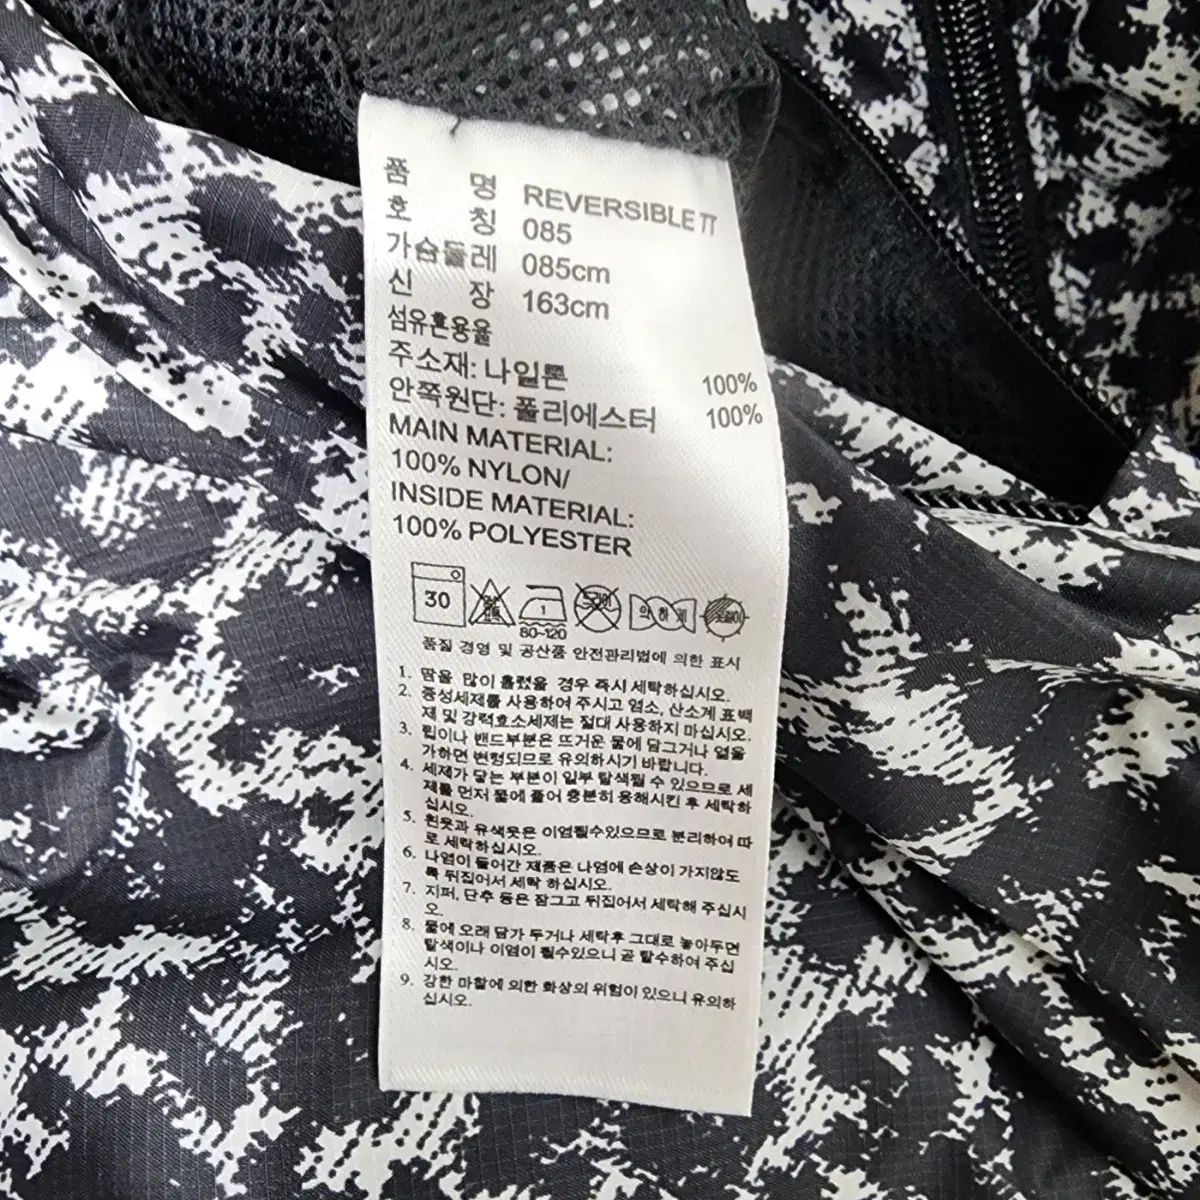 품 명 REVERSIBLE TT
호 칭 085
가슴둘레 085cm
신 장 163cm
섬유혼용율
주소재: 나일론 100%
안쪽원단: 폴리에스터 100%
MAIN MATERIAL:
100% NYLON/
INSIDE MATERIAL:
100% POLYESTER
30
80~120
품질 경영 및 공산품 안전관리법에 의한 표시
1. 땀을 많이 흘렸을 경우 즉시 세탁하십시오.
2. 중성세제를 사용하여 주시고 염소, 산소계 표백
제 및 강력효소세제는 절대 사용하지 마십시오.
3. 립이나 밴드부분은 뜨거운 물에 담그거나 열을
가하면 변형되므로 유의하시기 바랍니다.
4. 세제가 닿는 부분이 일부 탈색될 수 있으므로 세
제를 먼저 물에 풀어 충분히 용해시킨 후 세탁하
십시오.
5. 흰옷과 유색옷은 이염될수있으므로 분리하여 따
로 세탁하십시오.
6. 나염이 들어간 제품은 나염에 손상이 가지않도
록 뒤집어서 세탁 하십시오.
7. 지퍼, 단추 등은 잠그고 뒤집어서 세탁해 주십시
오.
8. 물에 오래 담가 두거나 세탁후 그대로 놓아두면
탈색이나 이염이 될수있으니 곧 탈수하여 주십
시오.
9. 강한 마찰에 의한 화상의 위험이 있으니 유의하
십시오.